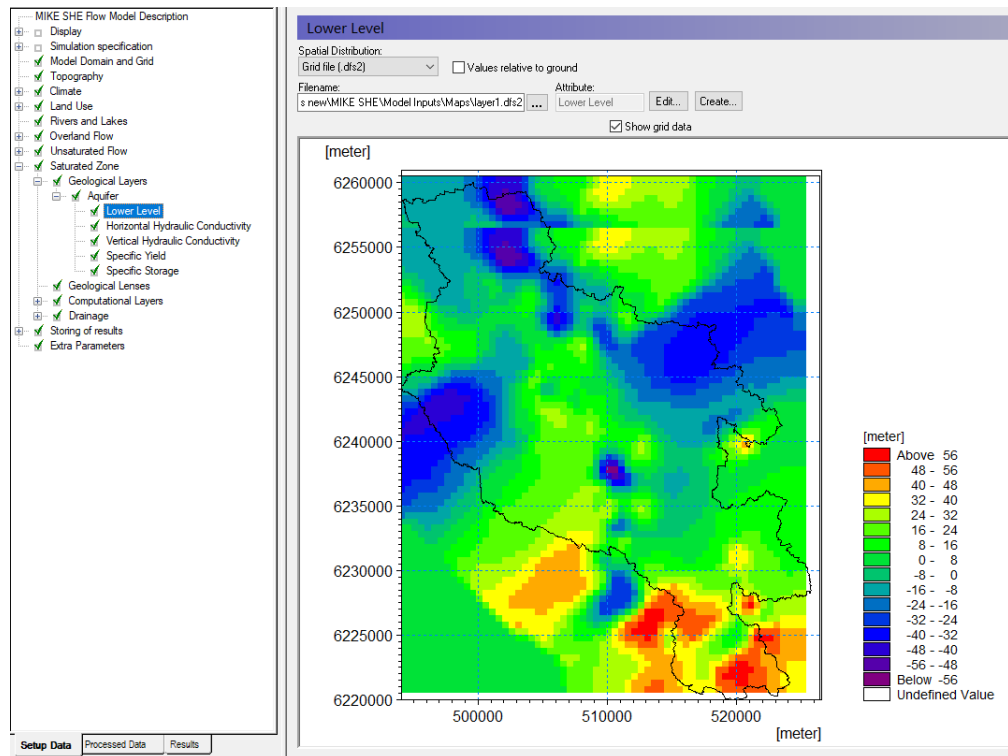 MIKE SHE Flow Model Description
Display
Simulation specification
Model Domain and Grid
Topography
Climate
Land Use
Rivers and Lakes
Overland Flow
Unsaturated Flow
Saturated Zone
Geological Layers
Aquifer
Lower Level
Horizontal Hydraulic Conductivity
Vertical Hydraulic Conductivity
Specific Yield
Specific Storage
Geological Lenses
Computational Layers
Drainage
Storing of results
Extra Parameters
Setup Data Processed Data Results
Lower Level
Spatial Distribution:
Grid file (.dfs2) Values relative to ground
Filename: Attribute:
s new\MIKE SHE\Model Inputs\Maps\layer1.dfs2 ... Lower Level Edit... Create...
Show grid data
[meter]
6260000
6255000
6250000
6245000
6240000
6235000
6230000
6225000
6220000
500000 510000 520000
[meter]
[meter]
Above 56
48 - 56
40 - 48
32 - 40
24 - 32
16 - 24
8 - 16
0 - 8
-8 - 0
-16 - -8
-24 - -16
-32 - -24
-40 - -32
-48 - -40
-56 - -48
Below -56
Undefined Value